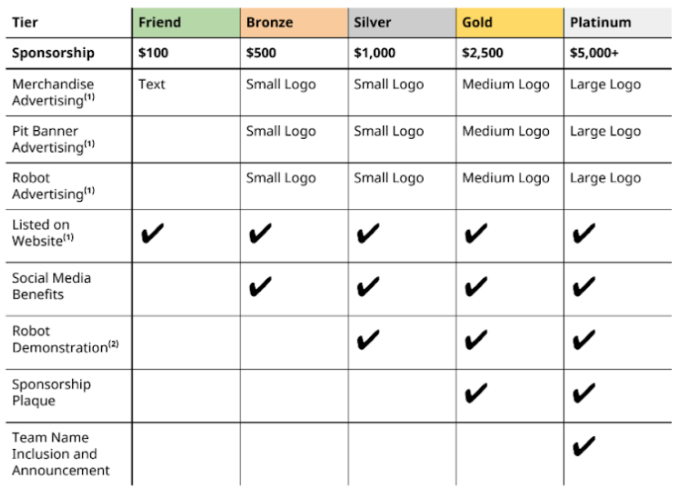 Tier Friend Bronze Silver Gold Platinum
Sponsorship $100 $500 $1,000 $2,500 $5,000+
Merchandise Text Small Logo Small Logo Medium Logo Large Logo
Advertising(1)
Pit Banner Small Logo Small Logo Medium Logo Large Logo
Advertising(1)
Robot Small Logo Small Logo Medium Logo Large Logo
Advertising(1)
Listed on
Website(1) ✔ ✔ ✔ ✔ ✔
Social Media
Benefits ✔ ✔ ✔ ✔
Robot
Demonstration(2) ✔ ✔ ✔
Sponsorship
Plaque ✔ ✔
Team Name
Inclusion and ✔
Announcement